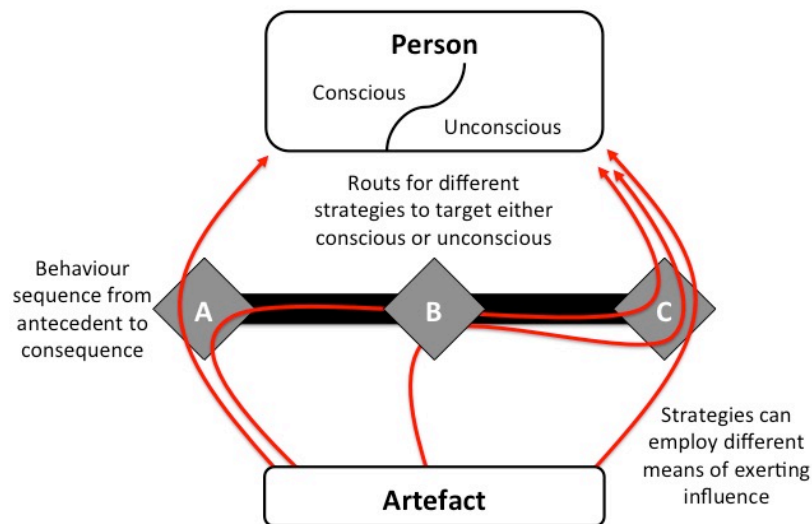 Person
Conscious
Unconscious
Routs for different
strategies to target either
conscious or unconscious
Behaviour
sequence from
antecedent to
consequence
A
B
C
Strategies can
employ different
means of exerting
influence
Artefact